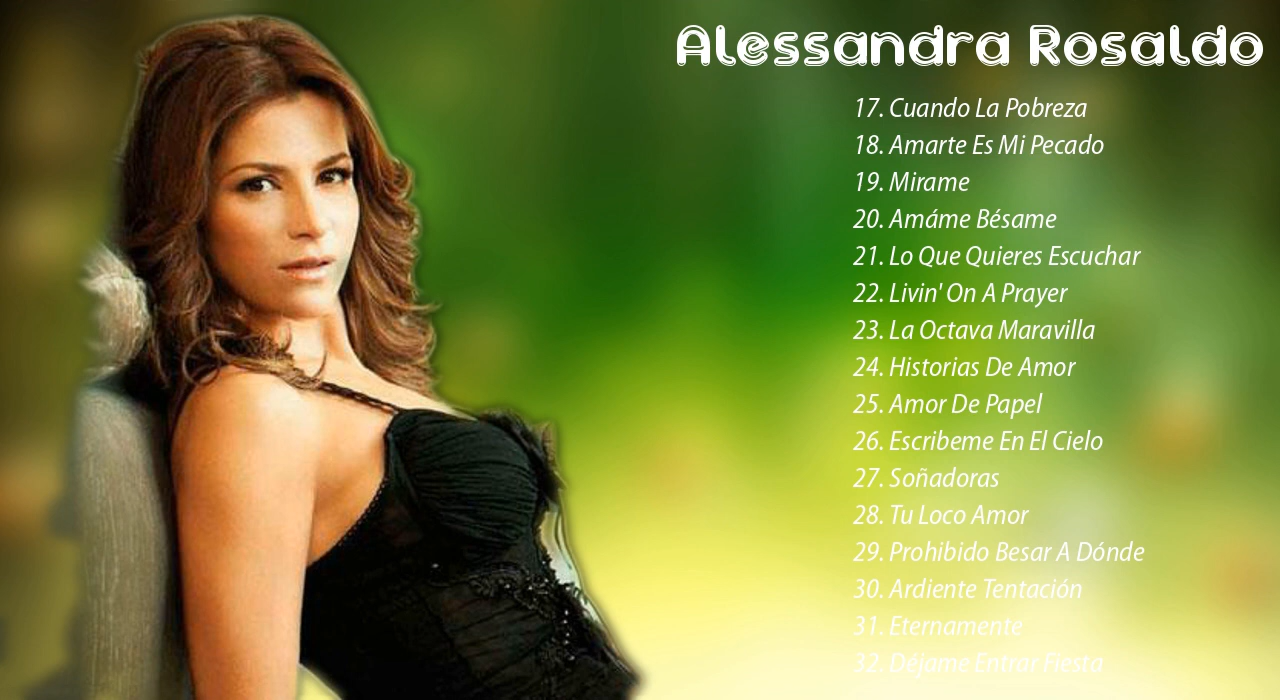 Alessandra Rosaldo
17. Cuando La Pobreza
18. Amarte Es Mi Pecado
19. Mirame
20. Amáme Bésame
21. Lo Que Quieres Escuchar
22. Livin' On A Prayer
23. La Octava Maravilla
24. Historias De Amor
25. Amor De Papel
26. Escribeme En El Cielo
27. Soñadoras
28. Tu Loco Amor
29. Prohibido Besar A Dónde
30. Ardiente Tentación
31. Eternamente
32. Déjame Entrar Fiesta